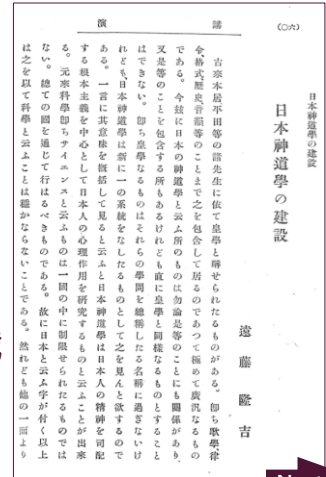 演 講
(〇六)
日本神道學の建設
日本神道學の建設
遠藤隆吉
古來本居平田等の諸先生に依て皇學と稱せられたるものがある。卽ち歌學、律
令、格式、歷史、音韻等のことまで之を包含して居るのであつて極めて廣汎なるもの
である。今玆に日本の神道學と云ふ所のものは勿論是等のことにも關係があり、
又是等のことを包含する所もあるけれども直に皇學と同樣なるものとすること
はできない。卽ち皇學なるものはそれらの學問を總稱したる名稱に過ぎないけ
れども、日本神道學は新に一の系統をなしたるものとして之を見んと欲するので
ある。一言に其意味を概括して見ると云ふと日本神道學は日本人の精神を司配
する根本主義を中心として日本人の心理作用を硏究するものと云ふことが出來
る。元來科學卽ちサイエンスと云ふものは一國の中に制限せられたるものでは
ない。總ての國を通じて行はるべきものである。故に日本と云ふ字が付く以上
は之を以て科學と云ふことは穩かならないことである。然れども他の一面より